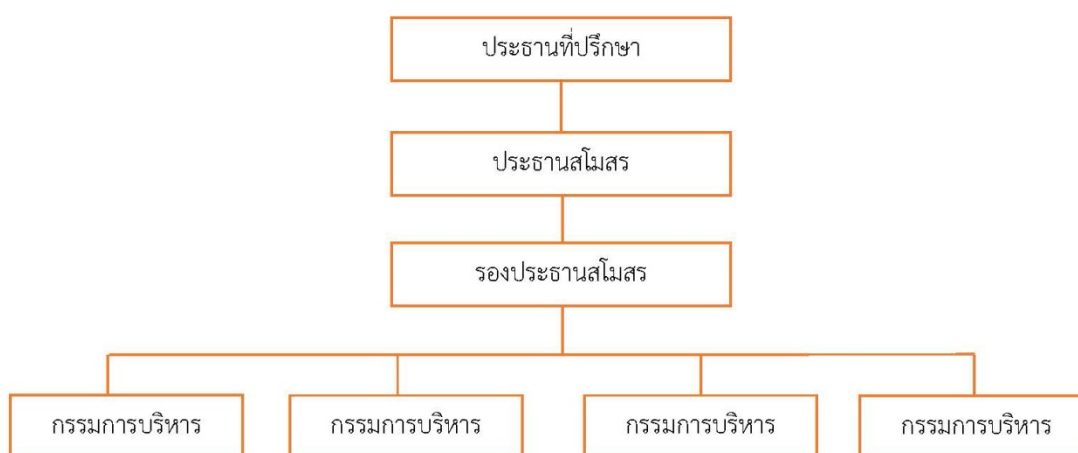 ประธานที่ปรึกษา
ประธานสโมสร
รองประธานสโมสร
กรรมการบริหาร
กรรมการบริหาร
กรรมการบริหาร
กรรมการบริหาร